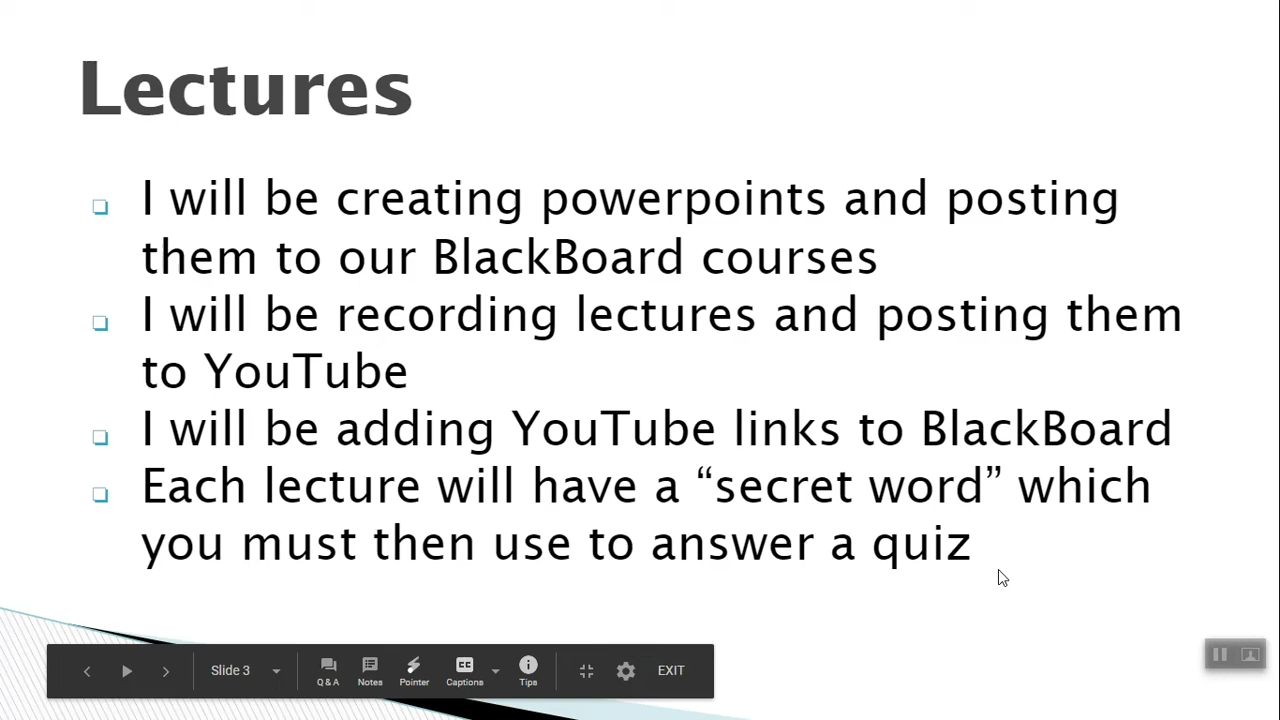 Lectures
I will be creating powerpoints and posting
them to our BlackBoard courses
I will be recording lectures and posting them
to YouTube
I will be adding YouTube links to BlackBoard
Each lecture will have a “secret word” which
you must then use to answer a quiz
Slide 3
Q & A
Notes
Pointer
Captions
Tips
EXIT